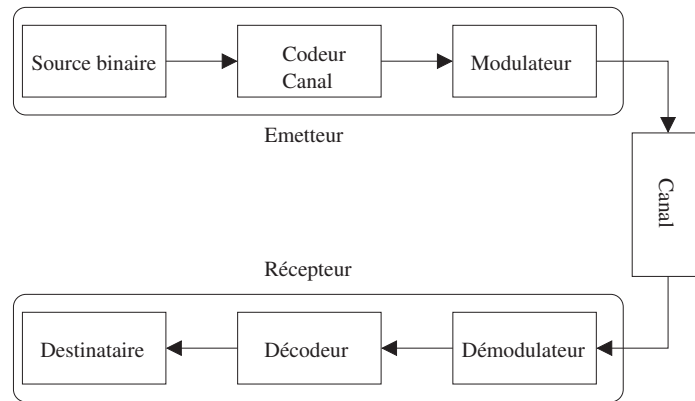 Source binaire
Codeur
Canal
Modulateur
Emetteur
Canal
Récepteur
Destinataire
Décodeur
Démodulateur